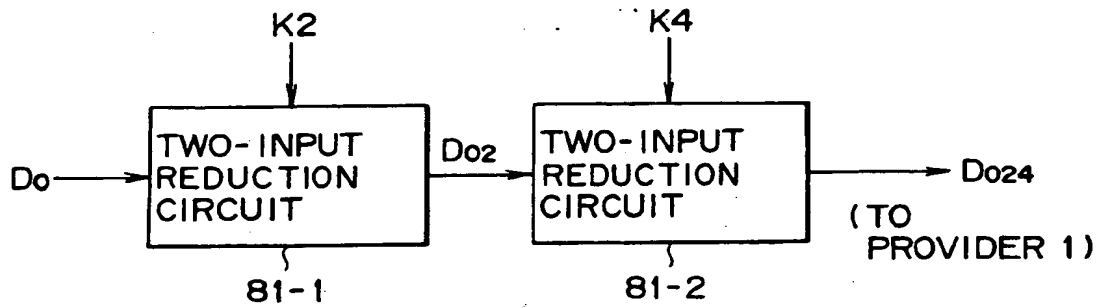 K2
K4
Do
TWO-INPUT
REDUCTION
CIRCUIT
Do2
TWO-INPUT
REDUCTION
CIRCUIT
Do24
(TO
PROVIDER 1)
81-1
81-2